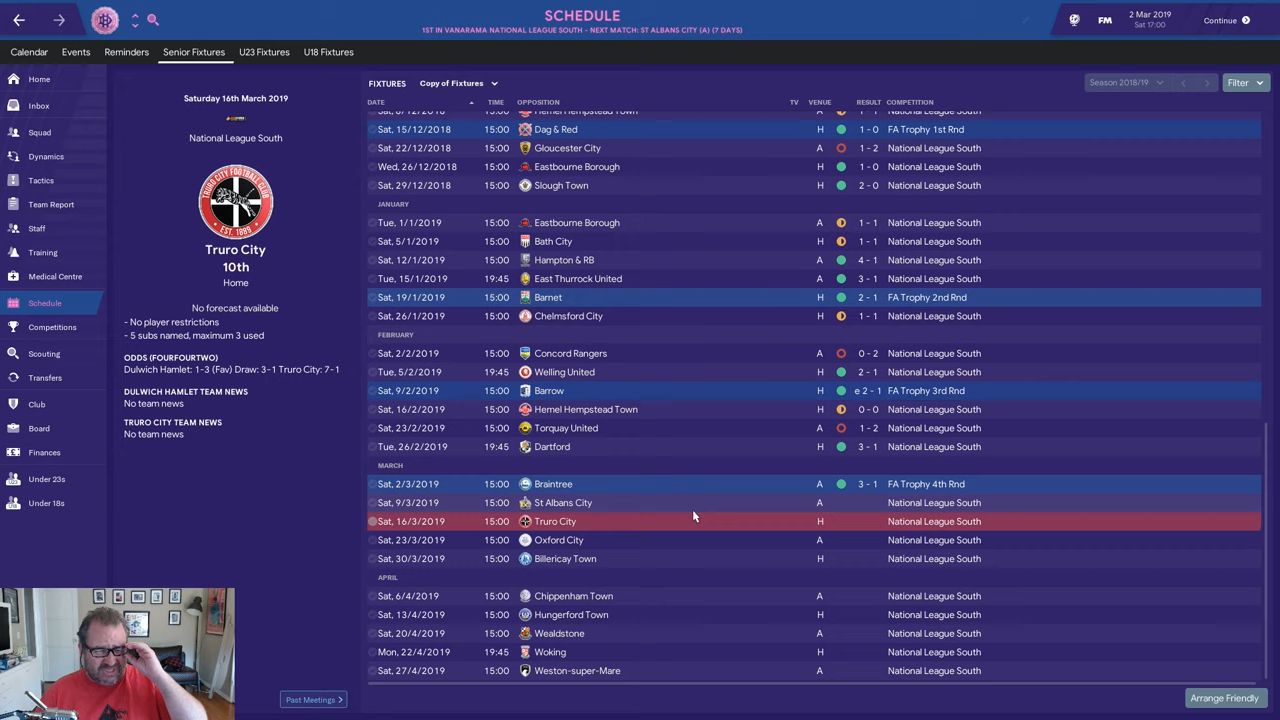 SCHEDULE
1ST IN VANARAMA NATIONAL LEAGUE SOUTH - NEXT MATCH: ST ALBANS CITY (A) (7 DAYS)
FM
2 Mar 2019
Sat 17:00
Continue
Calendar Events Reminders Senior Fixtures U23 Fixtures U18 Fixtures
Home
Inbox
Squad
Dynamics
Tactics
Team Report
Staff
Training
Medical Centre
Schedule
Competitions
Scouting
Transfers
Club
Board
Finances
Under 23s
Under 18s
Saturday 16th March 2019
National League South
TRURO CITY FOOTBALL CLUB
EST. 1889
Truro City
10th
Home
No forecast available
- No player restrictions
- 5 subs named, maximum 3 used
ODDS (FOURFOURTWO)
Dulwich Hamlet: 1-3 (Fav) Draw: 3-1 Truro City: 7-1
DULWICH HAMLET TEAM NEWS
No team news
TRURO CITY TEAM NEWS
No team news
Past Meetings
FIXTURES Copy of Fixtures Season 2018/19 Filter
DATE TIME OPPOSITION TV VENUE RESULT COMPETITION
Sat, 8/12/2018 15:00 Hemel Hempstead Town A 1 - 1 National League South
Sat, 15/12/2018 15:00 Dag & Red H 1 - 0 FA Trophy 1st Rnd
Sat, 22/12/2018 15:00 Gloucester City A 1 - 2 National League South
Wed, 26/12/2018 15:00 Eastbourne Borough H 1 - 0 National League South
Sat, 29/12/2018 15:00 Slough Town H 2 - 0 National League South
JANUARY
Tue, 1/1/2019 15:00 Eastbourne Borough A 1 - 1 National League South
Sat, 5/1/2019 15:00 Bath City H 1 - 1 National League South
Sat, 12/1/2019 15:00 Hampton & RB A 4 - 1 National League South
Tue, 15/1/2019 19:45 East Thurrock United A 3 - 1 National League South
Sat, 19/1/2019 15:00 Barnet H 2 - 1 FA Trophy 2nd Rnd
Sat, 26/1/2019 15:00 Chelmsford City H 1 - 1 National League South
FEBRUARY
Sat, 2/2/2019 15:00 Concord Rangers A 0 - 2 National League South
Tue, 5/2/2019 19:45 Welling United H 2 - 1 National League South
Sat, 9/2/2019 15:00 Barrow H e 2 - 1 FA Trophy 3rd Rnd
Sat, 16/2/2019 15:00 Hemel Hempstead Town H 0 - 0 National League South
Sat, 23/2/2019 15:00 Torquay United A 1 - 2 National League South
Tue, 26/2/2019 19:45 Dartford H 3 - 1 National League South
MARCH
Sat, 2/3/2019 15:00 Braintree A 3 - 1 FA Trophy 4th Rnd
Sat, 9/3/2019 15:00 St Albans City A National League South
Sat, 16/3/2019 15:00 Truro City H National League South
Sat, 23/3/2019 15:00 Oxford City A National League South
Sat, 30/3/2019 15:00 Billericay Town H National League South
APRIL
Sat, 6/4/2019 15:00 Chippenham Town A National League South
Sat, 13/4/2019 15:00 Hungerford Town H National League South
Sat, 20/4/2019 15:00 Wealdstone A National League South
Mon, 22/4/2019 19:45 Woking H National League South
Sat, 27/4/2019 15:00 Weston-super-Mare A National League South
Arrange Friendly